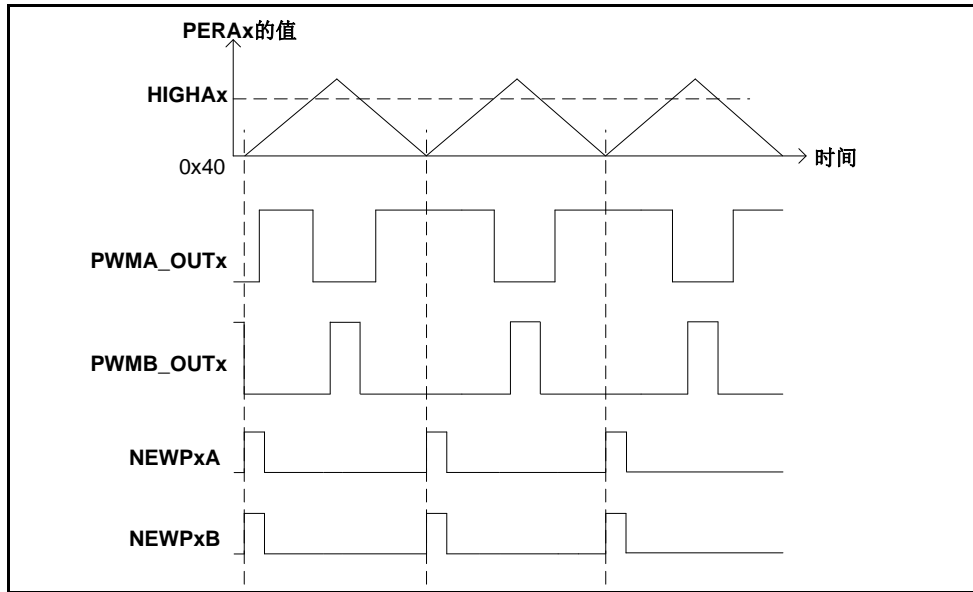 PERAx的值
HIGHAx
0x40
时间
PWMA_OUTx
PWMB_OUTx
NEWPxA
NEWPxB